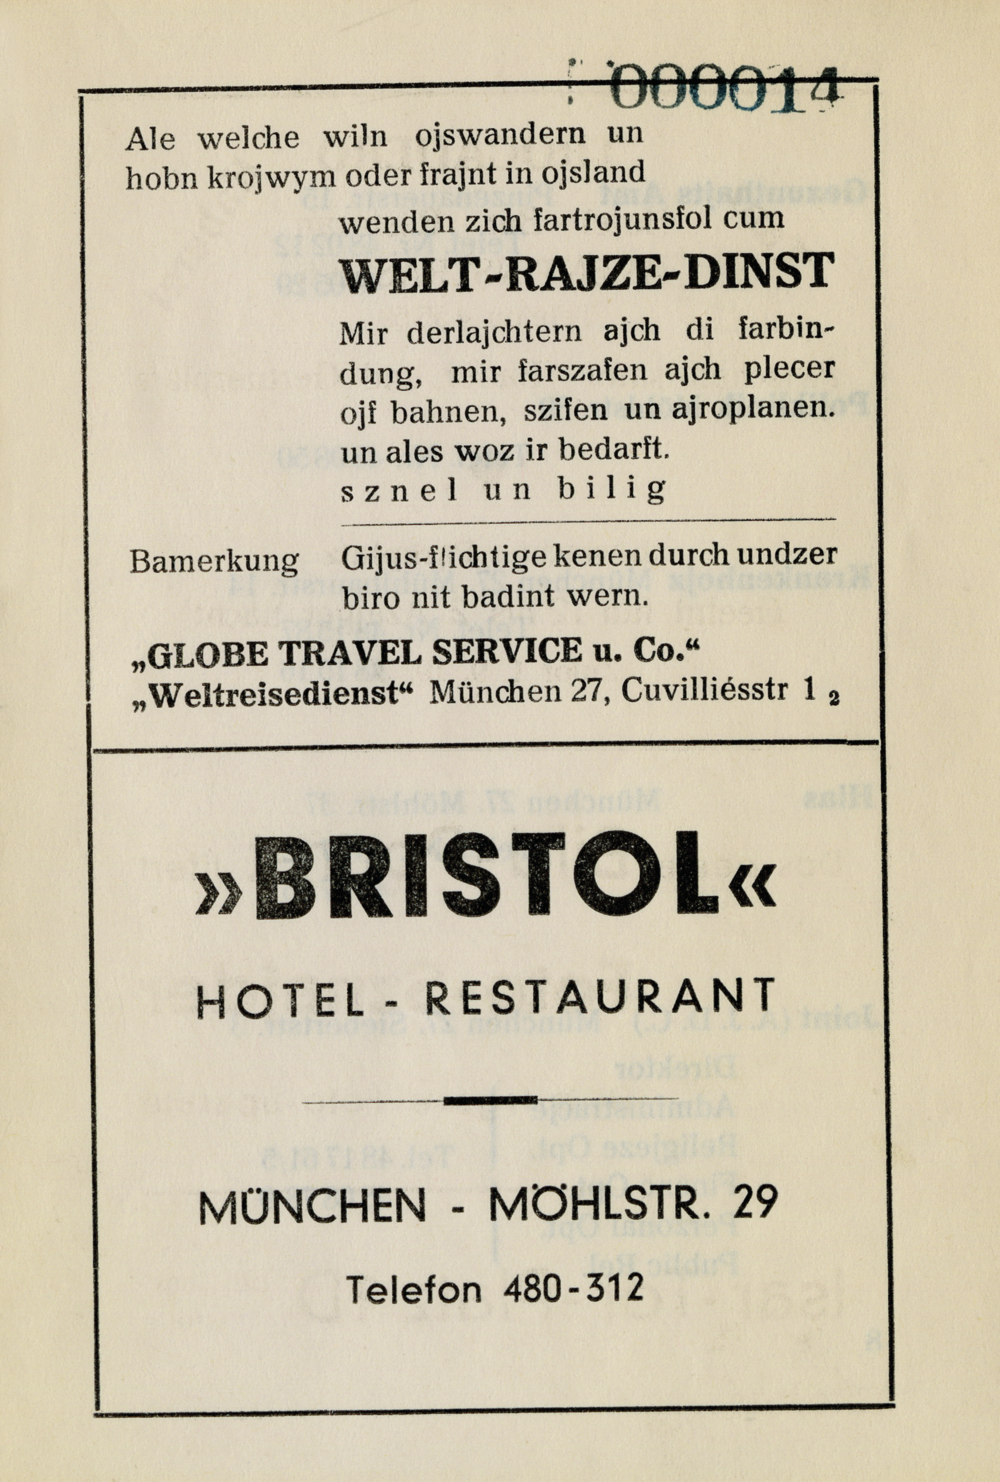 000014
Ale welche wiln ojswandern un
hobn krojwym oder frajnt in ojsland
wenden zich fartrojunsfol cum
WELT-RAJZE-DINST
Mir derlajchtern ajch di farbin-
dung, mir farszafen ajch plecer
ojf bahnen, szifen un ajroplanen.
un ales woz ir bedarft.
sznel un bilig
Bamerkung Gijus-flichtige kenen durch undzer
biro nit badint wern.
„GLOBE TRAVEL SERVICE u. Co.“
„Weltreisedienst“ München 27, Cuvilliésstr 1 2
»BRISTOL«
HOTEL - RESTAURANT
MÜNCHEN - MÖHLSTR. 29
Telefon 480-312